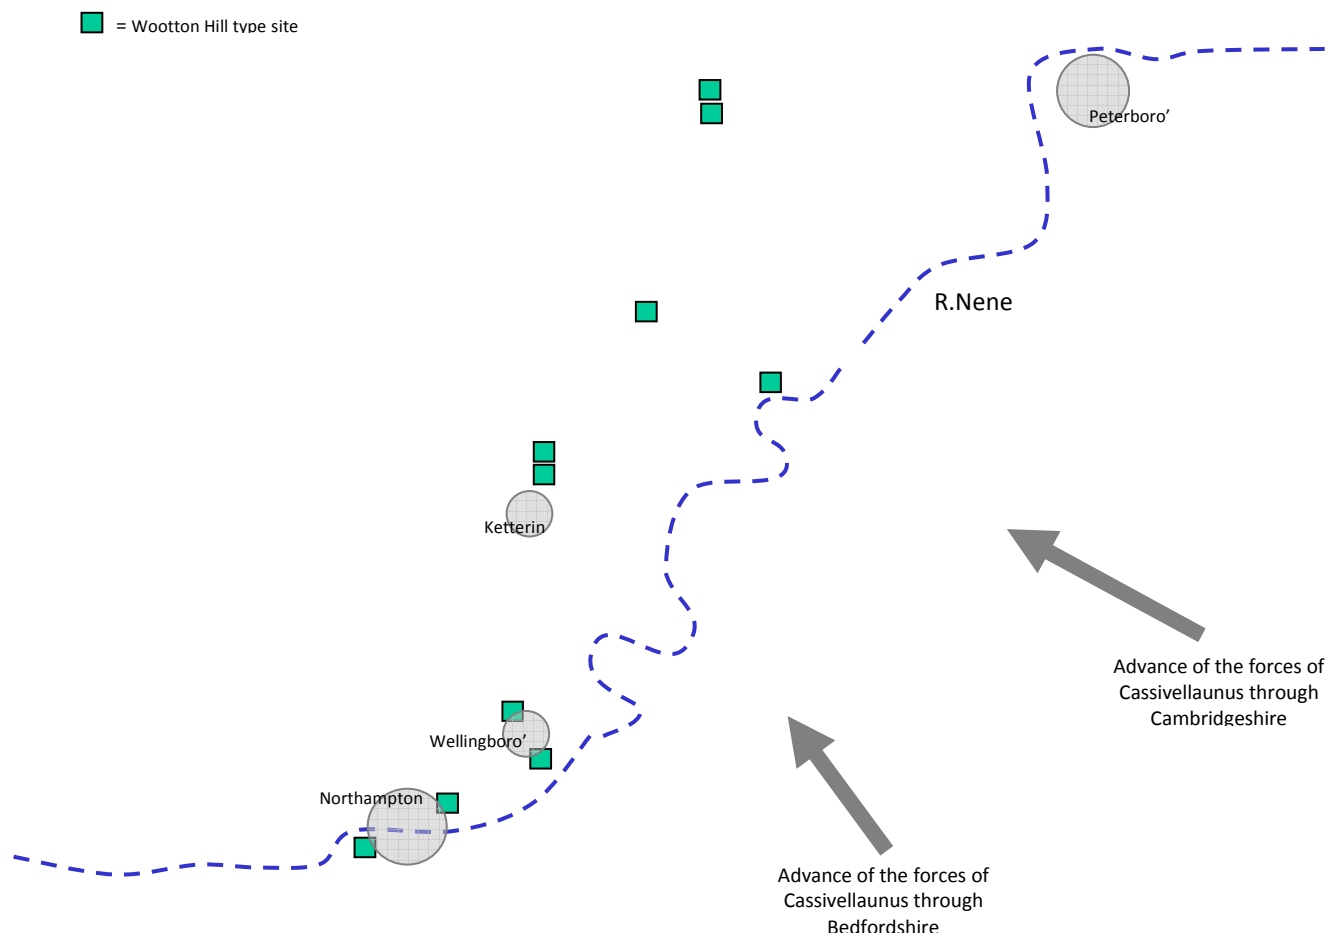 = Wootton Hill type site
Peterboro’
R.Nene
Ketterin
Advance of the forces of
Cassivellaunus through
Cambridgeshire
Wellingboro’
Northampton
Advance of the forces of
Cassivellaunus through
Bedfordshire